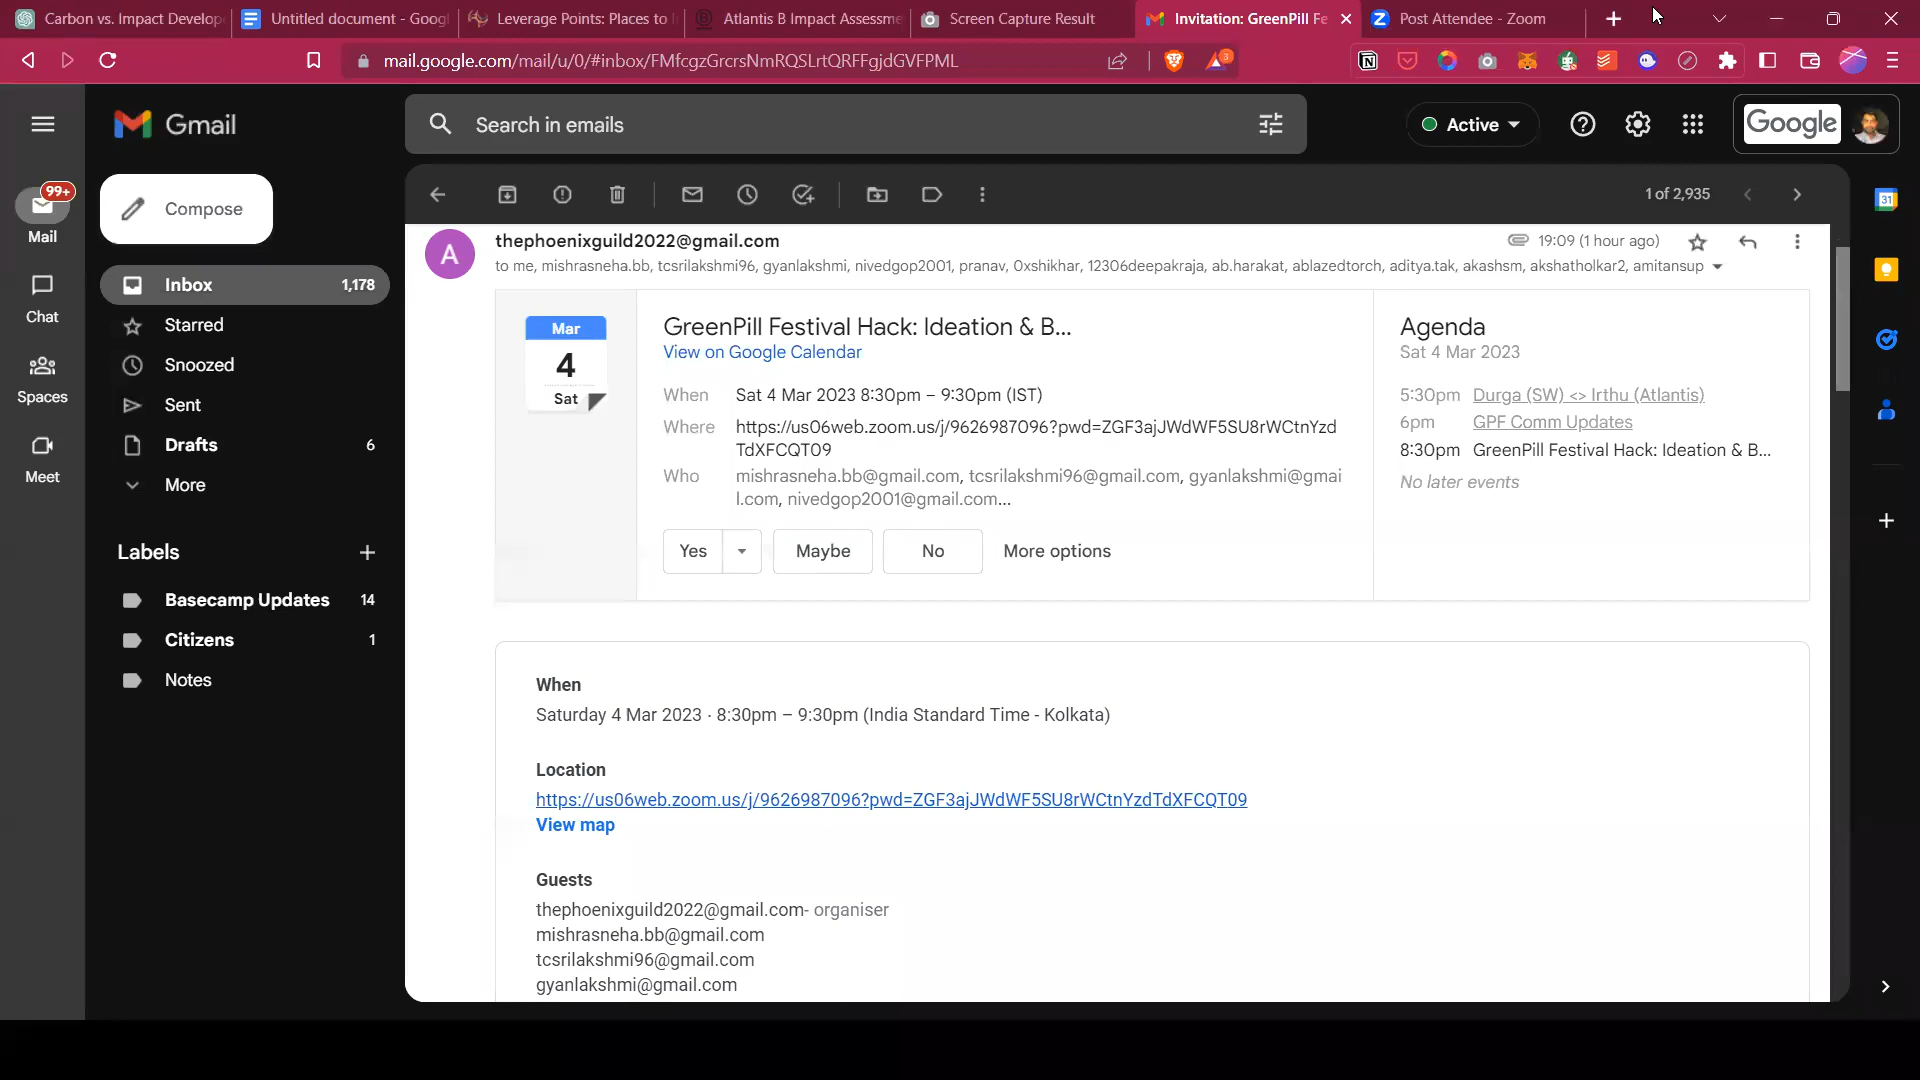 Carbon vs. Impact Develop
Untitled document - Goog
Leverage Points: Places to I
Atlantis B Impact Assessme
Screen Capture Result
Invitation: GreenPill Fe
Post Attendee - Zoom
mail.google.com/mail/u/0/#inbox/FMfcgzGrcrsNmRQSLrtQRFFgjdGVFPML
3
Gmail
Search in emails
Active
Google
99+
Mail
Chat
Spaces
Meet
Compose
Inbox 1,178
Starred
Snoozed
Sent
Drafts 6
More
Labels
Basecamp Updates 14
Citizens 1
Notes
1 of 2,935
31
A
thephoenixguild2022@gmail.com
19:09 (1 hour ago)
to me, mishrasneha.bb, tcsrilakshmi96, gyanlakshmi, nivedgop2001, pranav, 0xshikhar, 12306deepakraja, ab.harakat, ablazedtorch, aditya.tak, akashsm, akshatholkar2, amitansup
Mar
4
Sat
GreenPill Festival Hack: Ideation & B...
View on Google Calendar
When Sat 4 Mar 2023 8:30pm – 9:30pm (IST)
Where https://us06web.zoom.us/j/9626987096?pwd=ZGF3ajJWdWF5SU8rWCtnYzd
TdXFCQT09
Who mishrasneha.bb@gmail.com, tcsrilakshmi96@gmail.com, gyanlakshmi@gmai
l.com, nivedgop2001@gmail.com...
Yes Maybe No More options
Agenda
Sat 4 Mar 2023
5:30pm Durga (SW) <> Irthu (Atlantis)
6pm GPF Comm Updates
8:30pm GreenPill Festival Hack: Ideation & B...
No later events
When
Saturday 4 Mar 2023 · 8:30pm – 9:30pm (India Standard Time - Kolkata)
Location
https://us06web.zoom.us/j/9626987096?pwd=ZGF3ajJWdWF5SU8rWCtnYzdTdXFCQT09
View map
Guests
thephoenixguild2022@gmail.com- organiser
mishrasneha.bb@gmail.com
tcsrilakshmi96@gmail.com
gyanlakshmi@gmail.com